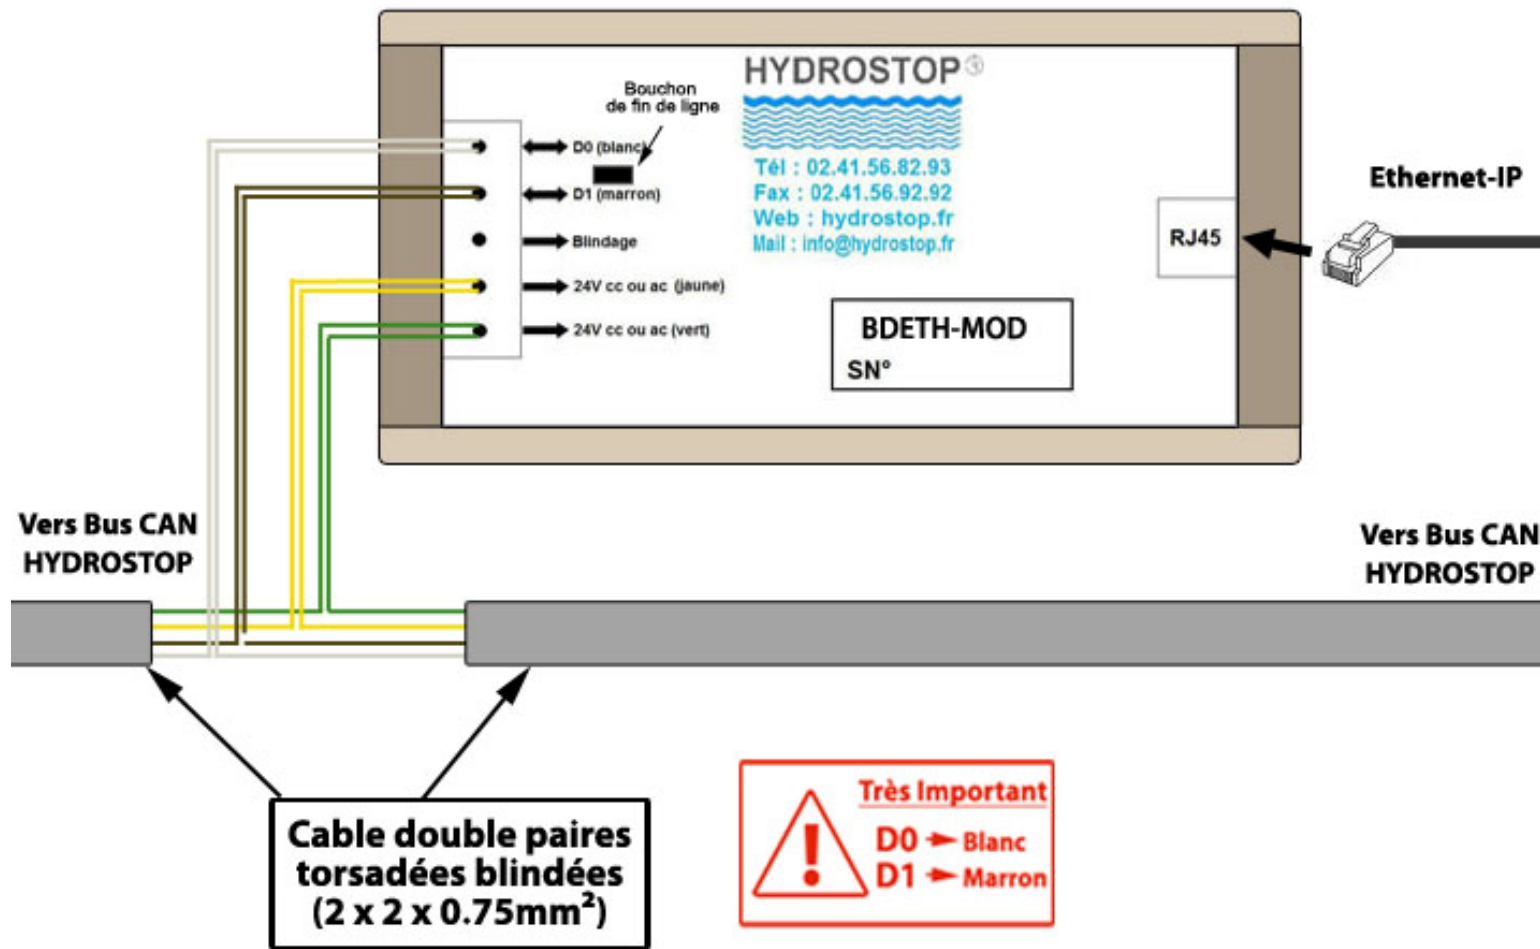 HYDROSTOP®
Bouchon
de fin de ligne
D0 (blanc)
D1 (marron)
Blindage
24V cc ou ac (jaune)
24V cc ou ac (vert)
Tél : 02.41.56.82.93
Fax : 02.41.56.92.92
Web : hydrostop.fr
Mail : info@hydrostop.fr
BDETH-MOD
SN°
RJ45
Ethernet-IP
Vers Bus CAN
HYDROSTOP
Vers Bus CAN
HYDROSTOP
Cable double paires
torsadées blindées
(2 x 2 x 0.75mm²)
Très Important
D0 Blanc
D1 Marron